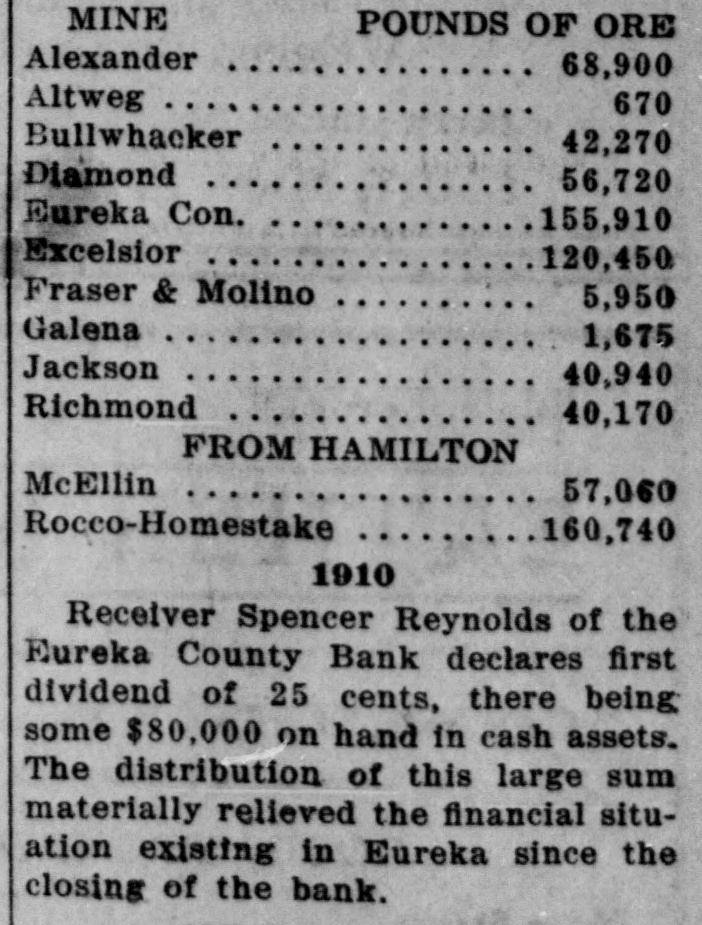 MINE POUNDS OF ORE
Alexander ................ 68,900
Altweg ................... 670
Bullwhacker .............. 42,270
Diamond .................. 56,720
Eureka Con. ..............155,910
Excelsior .................120,450
Fraser & Molino .......... 5,950
Galena ................... 1,675
Jackson .................. 40,940
Richmond ................ 40,170
FROM HAMILTON
McEllin .................. 57,060
Rocco-Homestake ..........160,740
1910
Receiver Spencer Reynolds of the
Eureka County Bank declares first
dividend of 25 cents, there being
some $80,000 on hand in cash assets.
The distribution of this large sum
materially relieved the financial situ-
ation existing in Eureka since the
closing of the bank.